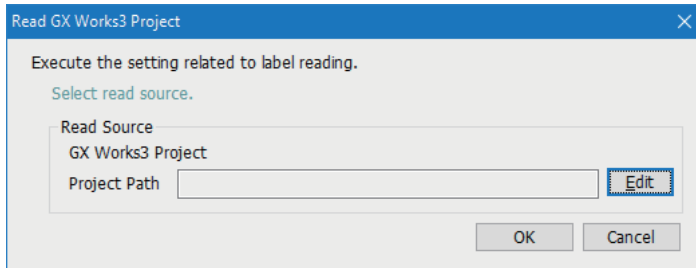 Read GX Works3 Project
Execute the setting related to label reading.
Select read source.
Read Source
GX Works3 Project
Project Path
Edit
OK Cancel